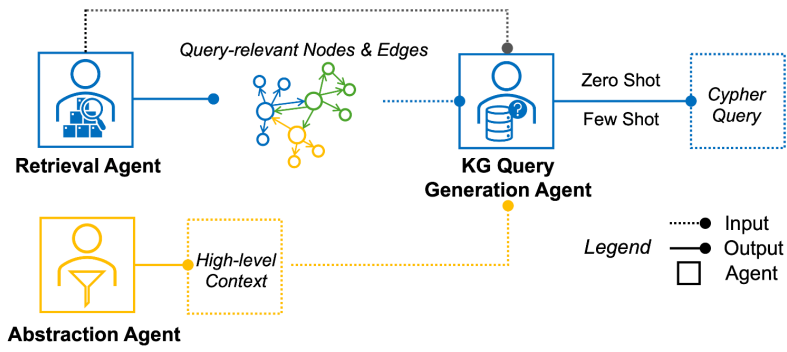 Query-relevant Nodes & Edges
Retrieval Agent
?
KG Query
Generation Agent
Zero Shot
Few Shot
Cypher
Query
High-level
Context
Abstraction Agent
Legend
Input
Output
Agent